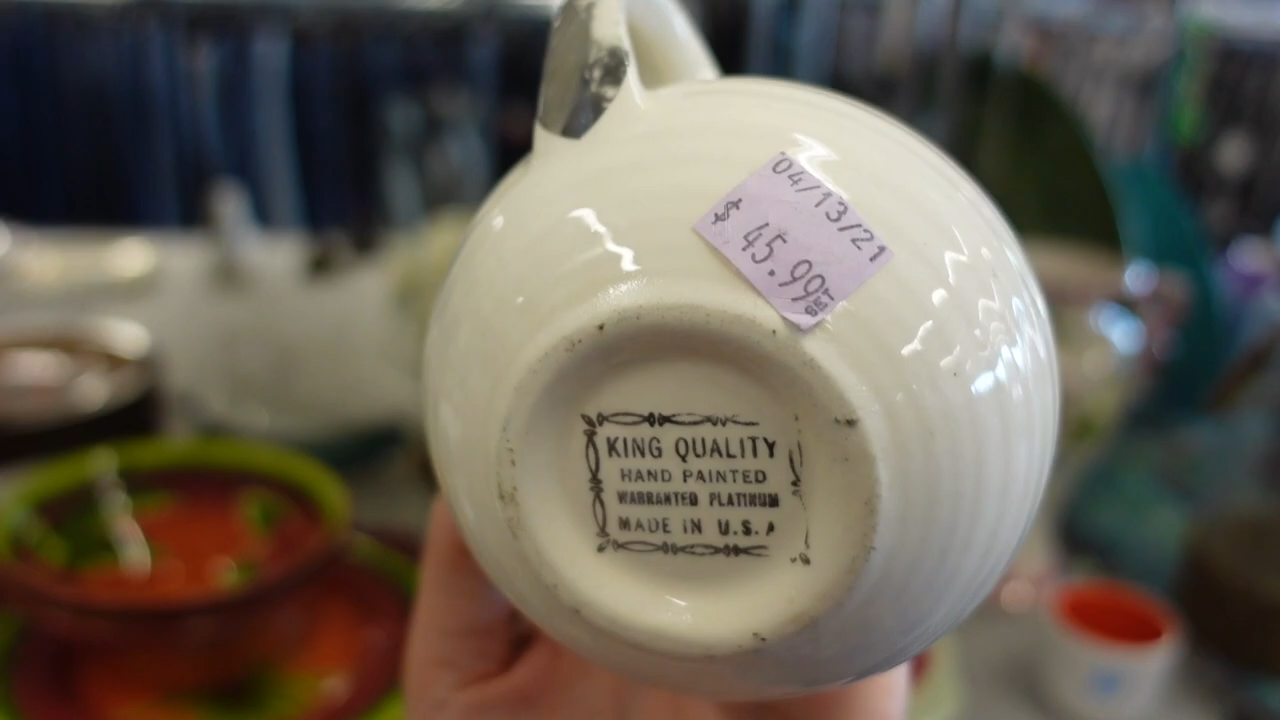 04/13/21
$ 45.99
KING QUALITY
HAND PAINTED
WARRANTED PLATINUM
MADE IN U.S.A